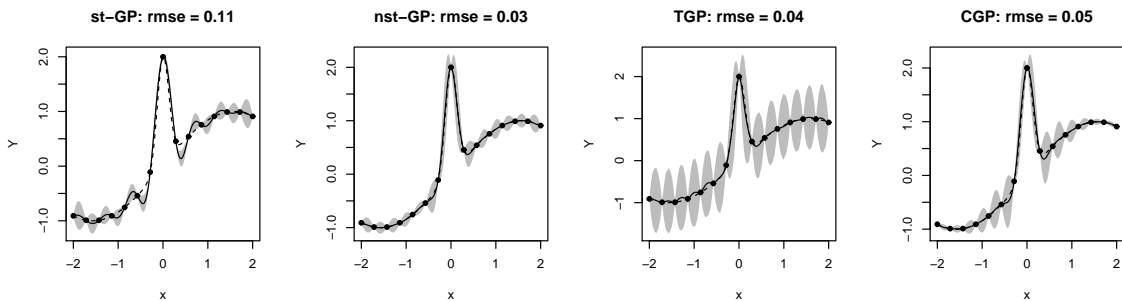 st−GP: rmse = 0.11
Y
2.0
1.0
0.0
−1.0
−2 −1 0 1 2
x
nst−GP: rmse = 0.03
Y
2.0
1.0
0.0
−1.0
−2 −1 0 1 2
x
TGP: rmse = 0.04
Y
2
1
0
−1
−2 −1 0 1 2
x
CGP: rmse = 0.05
Y
2.0
1.0
0.0
−1.0
−2 −1 0 1 2
x